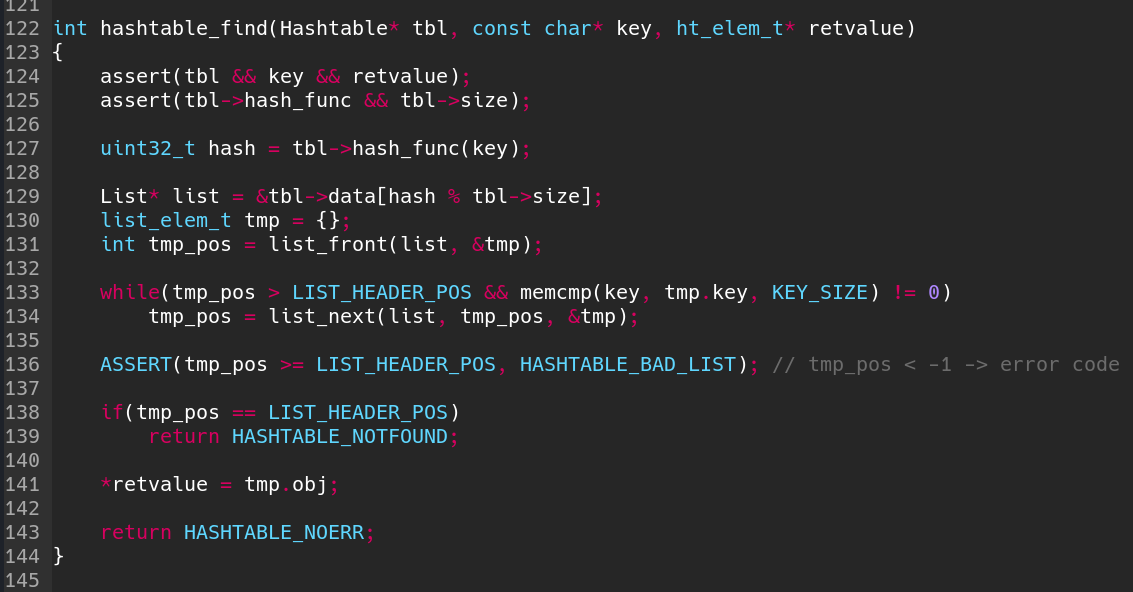 121
122 int hashtable_find(Hashtable* tbl, const char* key, ht_elem_t* retvalue)
123 {
124     assert(tbl && key && retvalue);
125     assert(tbl->hash_func && tbl->size);
126
127     uint32_t hash = tbl->hash_func(key);
128
129     List* list = &tbl->data[hash % tbl->size];
130     list_elem_t tmp = {};
131     int tmp_pos = list_front(list, &tmp);
132
133     while(tmp_pos > LIST_HEADER_POS && memcmp(key, tmp.key, KEY_SIZE) != 0)
134         tmp_pos = list_next(list, tmp_pos, &tmp);
135
136     ASSERT(tmp_pos >= LIST_HEADER_POS, HASHTABLE_BAD_LIST); // tmp_pos < -1 -> error code
137
138     if(tmp_pos == LIST_HEADER_POS)
139         return HASHTABLE_NOTFOUND;
140
141     *retvalue = tmp.obj;
142
143     return HASHTABLE_NOERR;
144 }
145